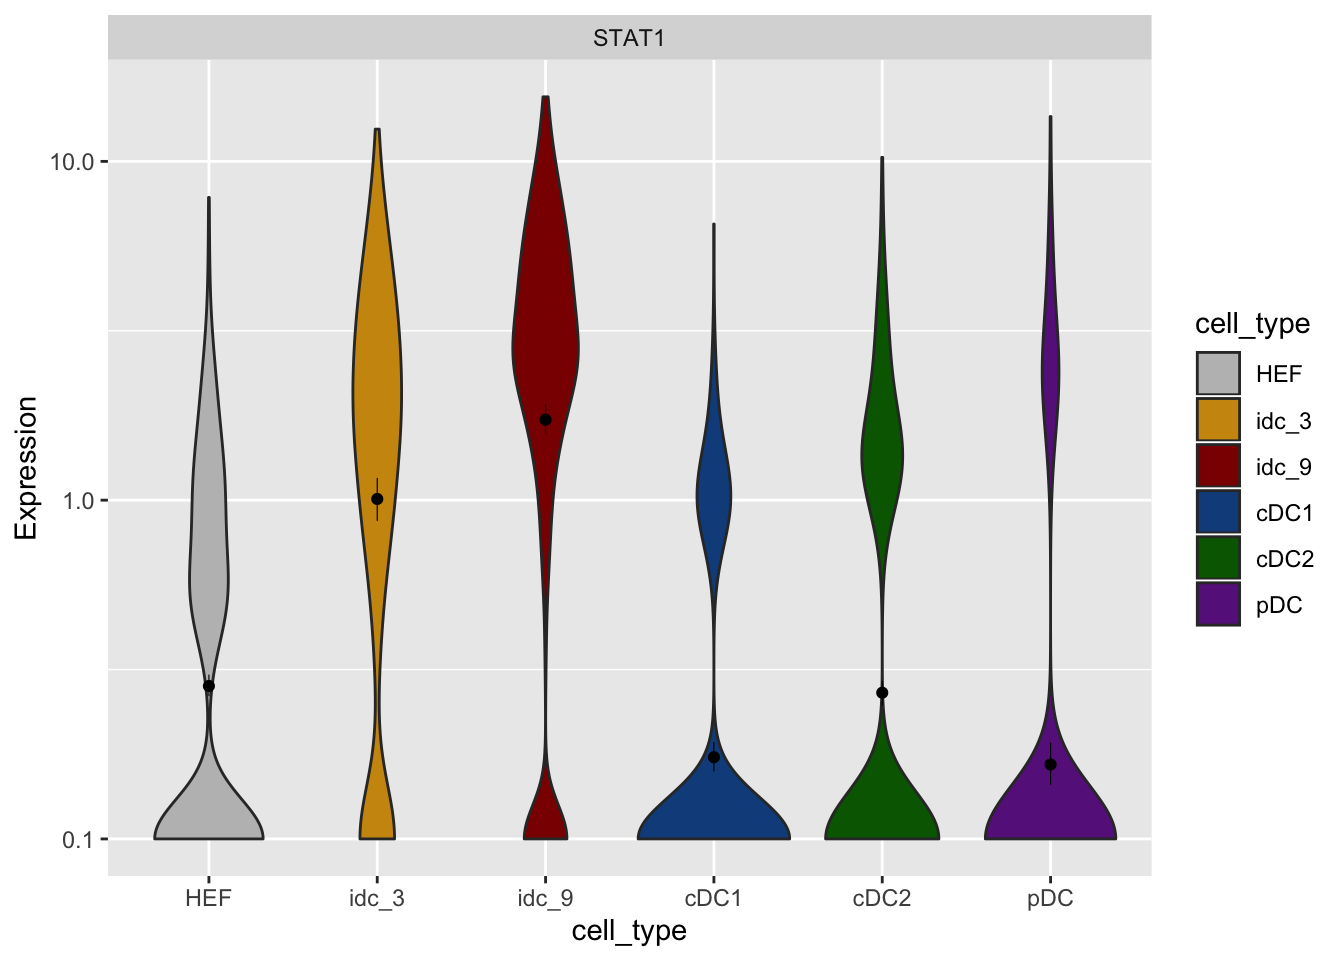 STAT1
Expression
10.0
1.0
0.1
HEF
idc_3
idc_9
cDC1
cDC2
pDC
cell_type
cell_type
HEF
idc_3
idc_9
cDC1
cDC2
pDC